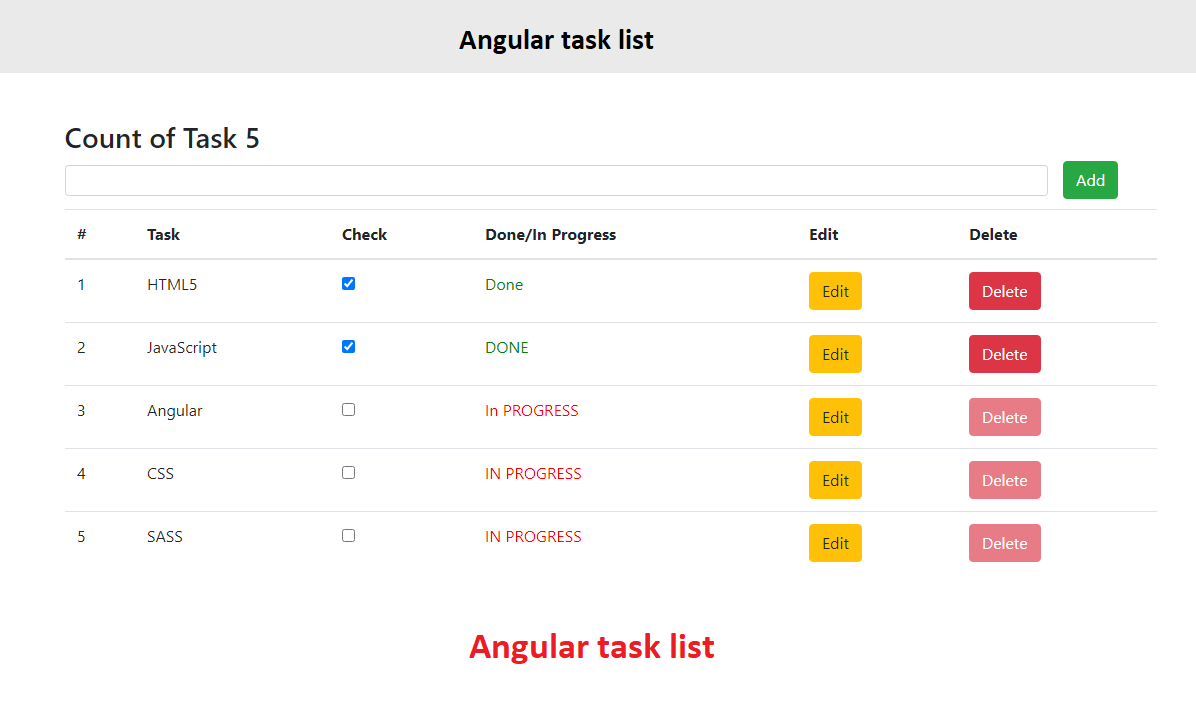 Angular task list
Count of Task 5
Add
# Task Check Done/In Progress Edit Delete
1 HTML5 Done Edit Delete
2 JavaScript DONE Edit Delete
3 Angular In PROGRESS Edit Delete
4 CSS IN PROGRESS Edit Delete
5 SASS IN PROGRESS Edit Delete
Angular task list